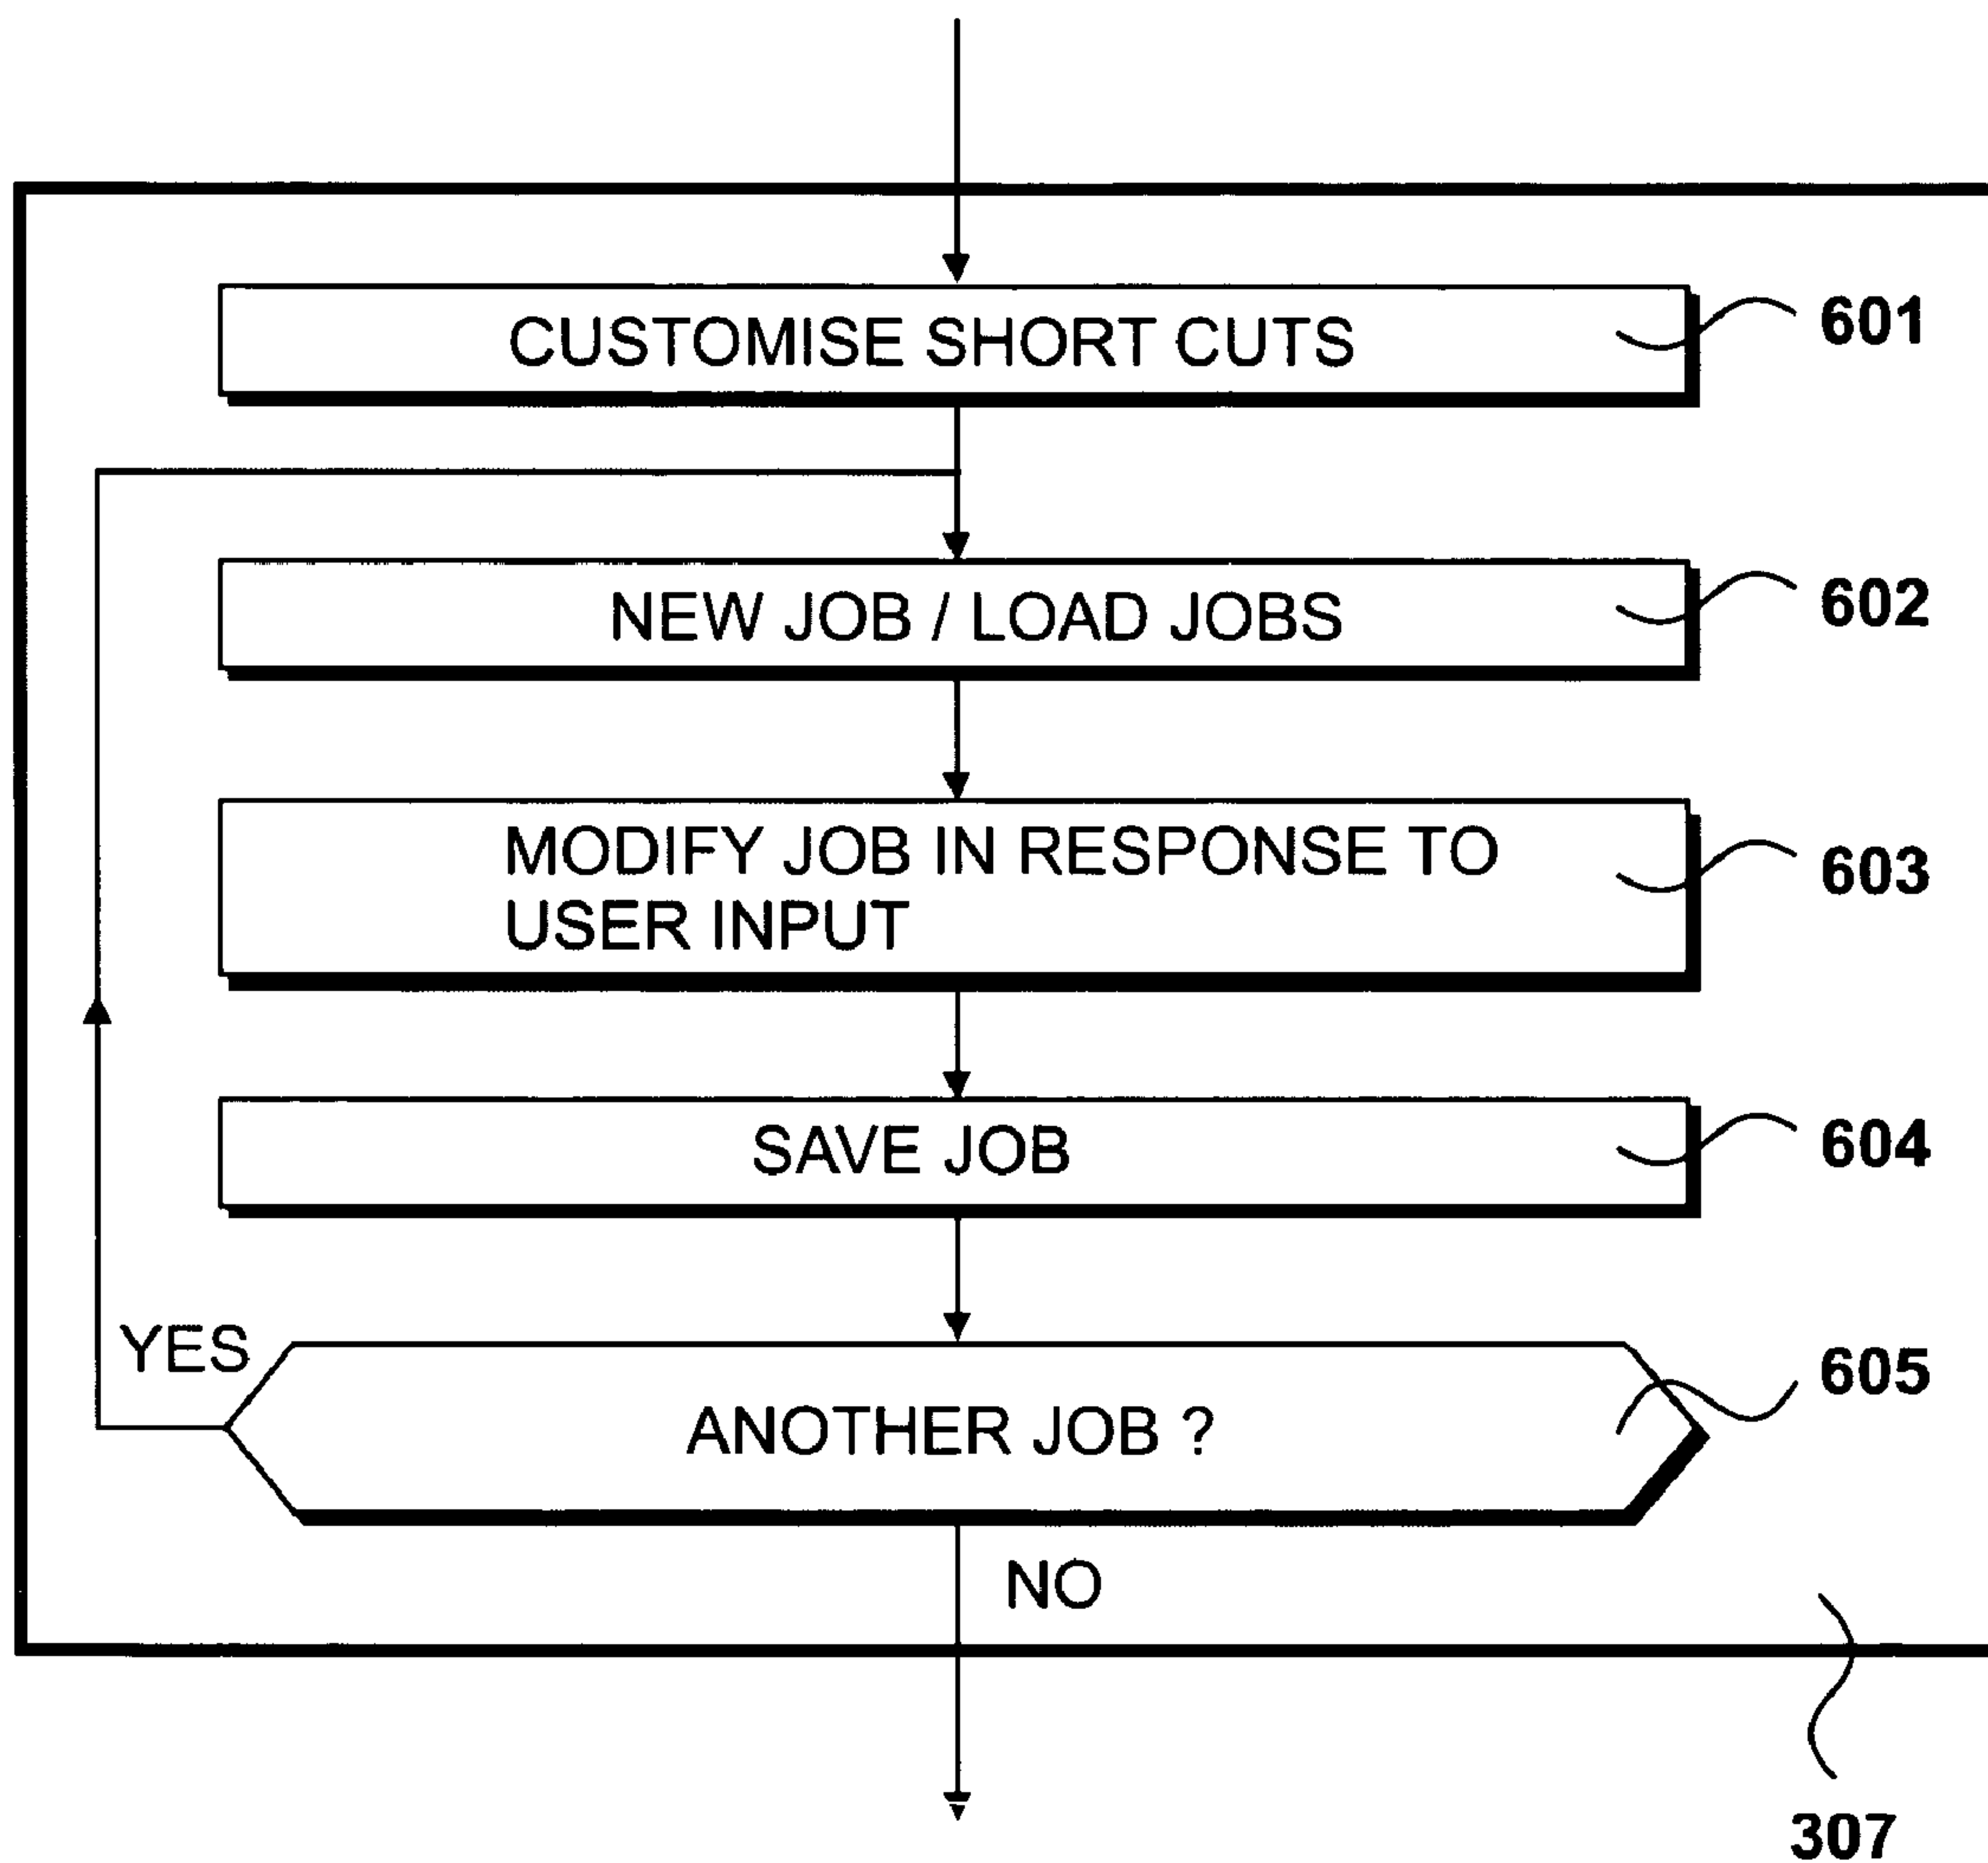 CUSTOMISE SHORT CUTS
601
NEW JOB / LOAD JOBS
602
MODIFY JOB IN RESPONSE TO
USER INPUT
603
SAVE JOB
604
YES
ANOTHER JOB ?
605
NO
307